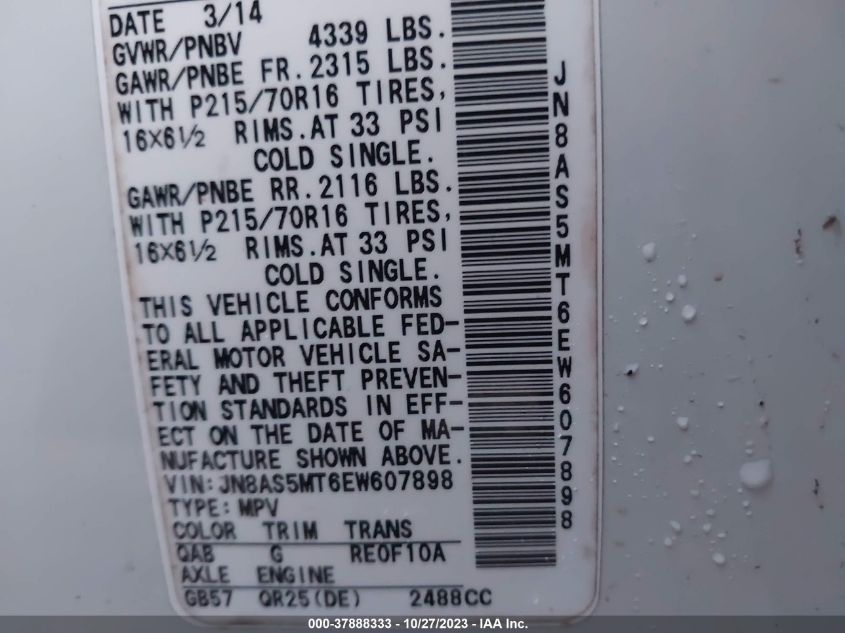 DATE 3/14
GVWR/PNBV 4339 LBS.
GAWR/PNBE FR. 2315 LBS.
WITH P215/70R16 TIRES,
16×6½ RIMS. AT 33 PSI
COLD SINGLE.
GAWR/PNBE RR. 2116 LBS.
WITH P215/70R16 TIRES,
16×6½ RIMS. AT 33 PSI
COLD SINGLE.
THIS VEHICLE CONFORMS
TO ALL APPLICABLE FED-
ERAL MOTOR VEHICLE SA-
FETY AND THEFT PREVEN-
TION STANDARDS IN EFF-
ECT ON THE DATE OF MA-
NUFACTURE SHOWN ABOVE.
VIN: JN8AS5MT6EW607898
TYPE: MPV
COLOR TRIM TRANS
QAB G RE0F10A
AXLE ENGINE
GB57 QR25(DE) 2488CC
JN8AS5MT6EW607898
000-37888333 - 10/27/2023 - IAA Inc.